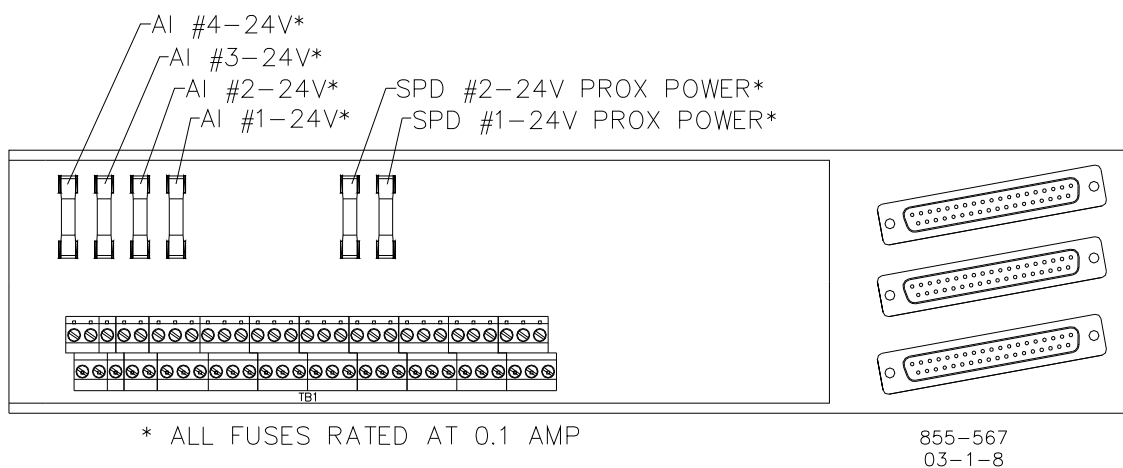 AI #4-24V*
AI #3-24V*
AI #2-24V*
AI #1-24V*
SPD #2-24V PROX POWER*
SPD #1-24V PROX POWER*
TB1
* ALL FUSES RATED AT 0.1 AMP
855-567
03-1-8